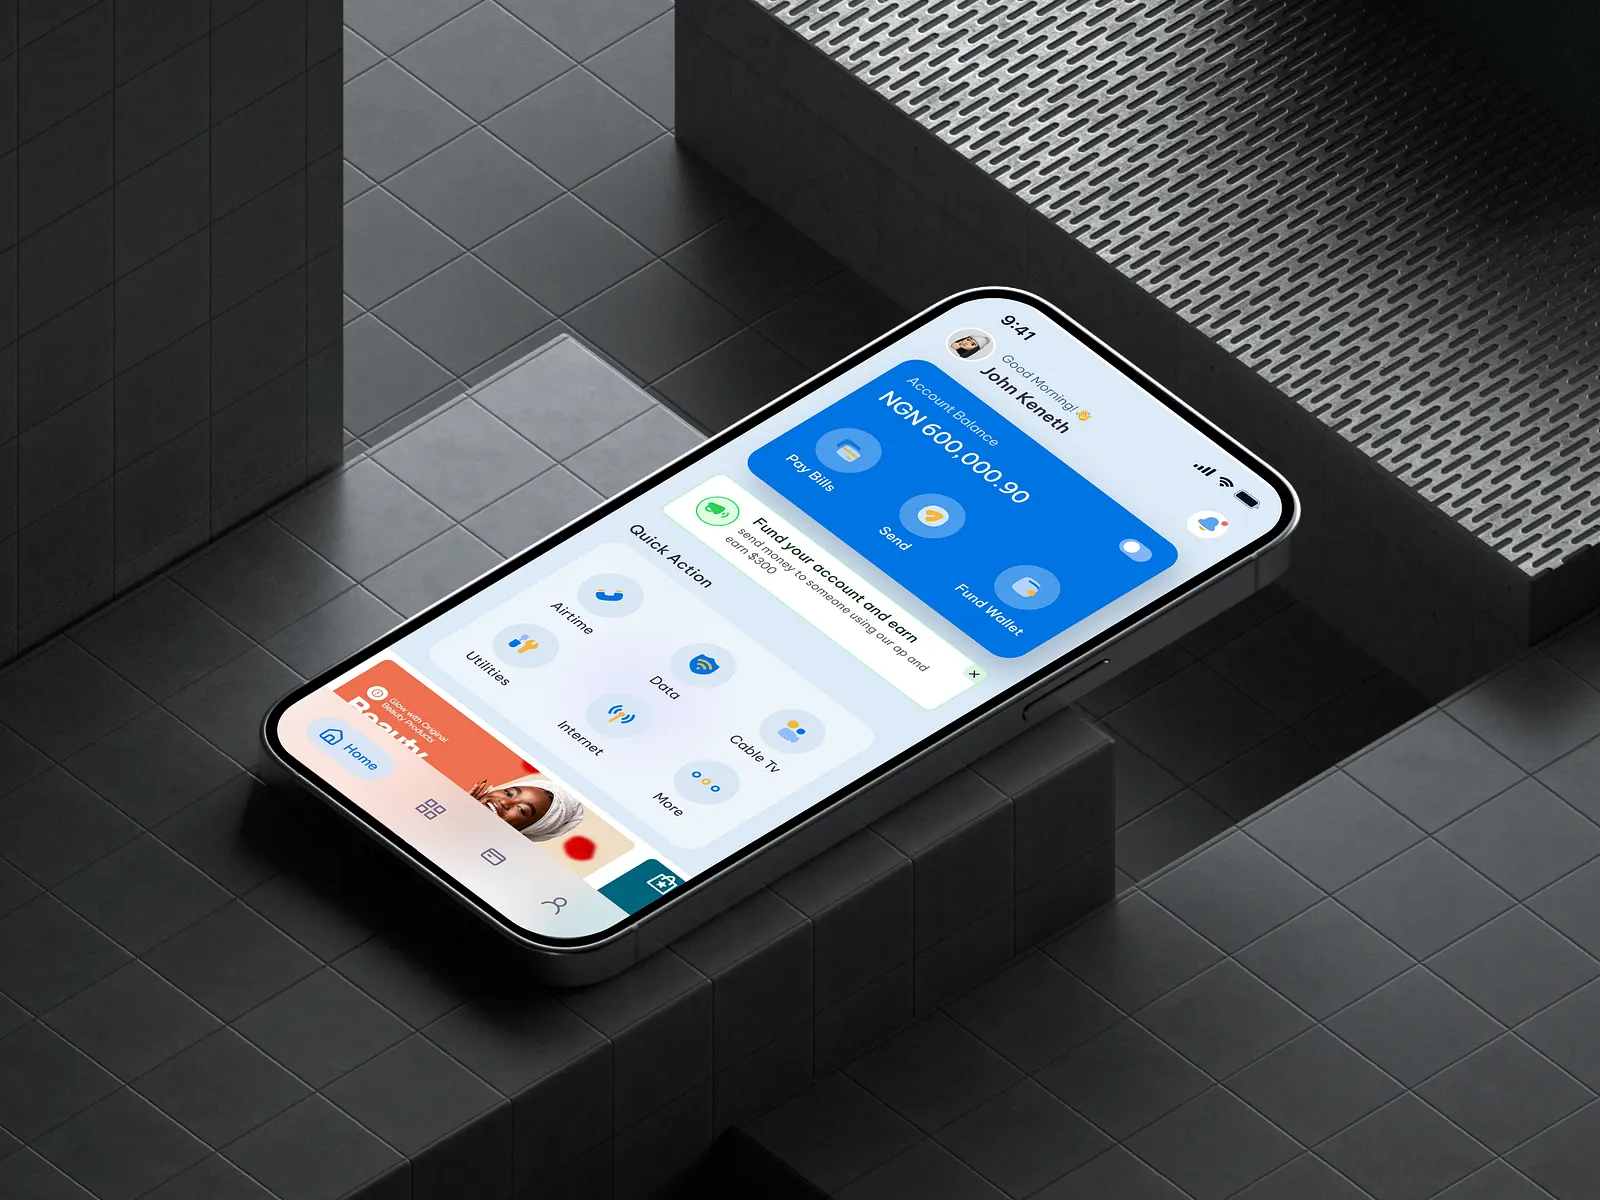 9:41
Good Morning! 👋
John Keneth
Account Balance
NGN 600,000.90
Pay Bills
Send
Fund Wallet
Fund your account and earn
send money to someone using our ap and
earn $300
Quick Action
Airtime
Data
Cable Tv
Utilities
Internet
More
Glow with Original
Beauty Products
Beauty
Home